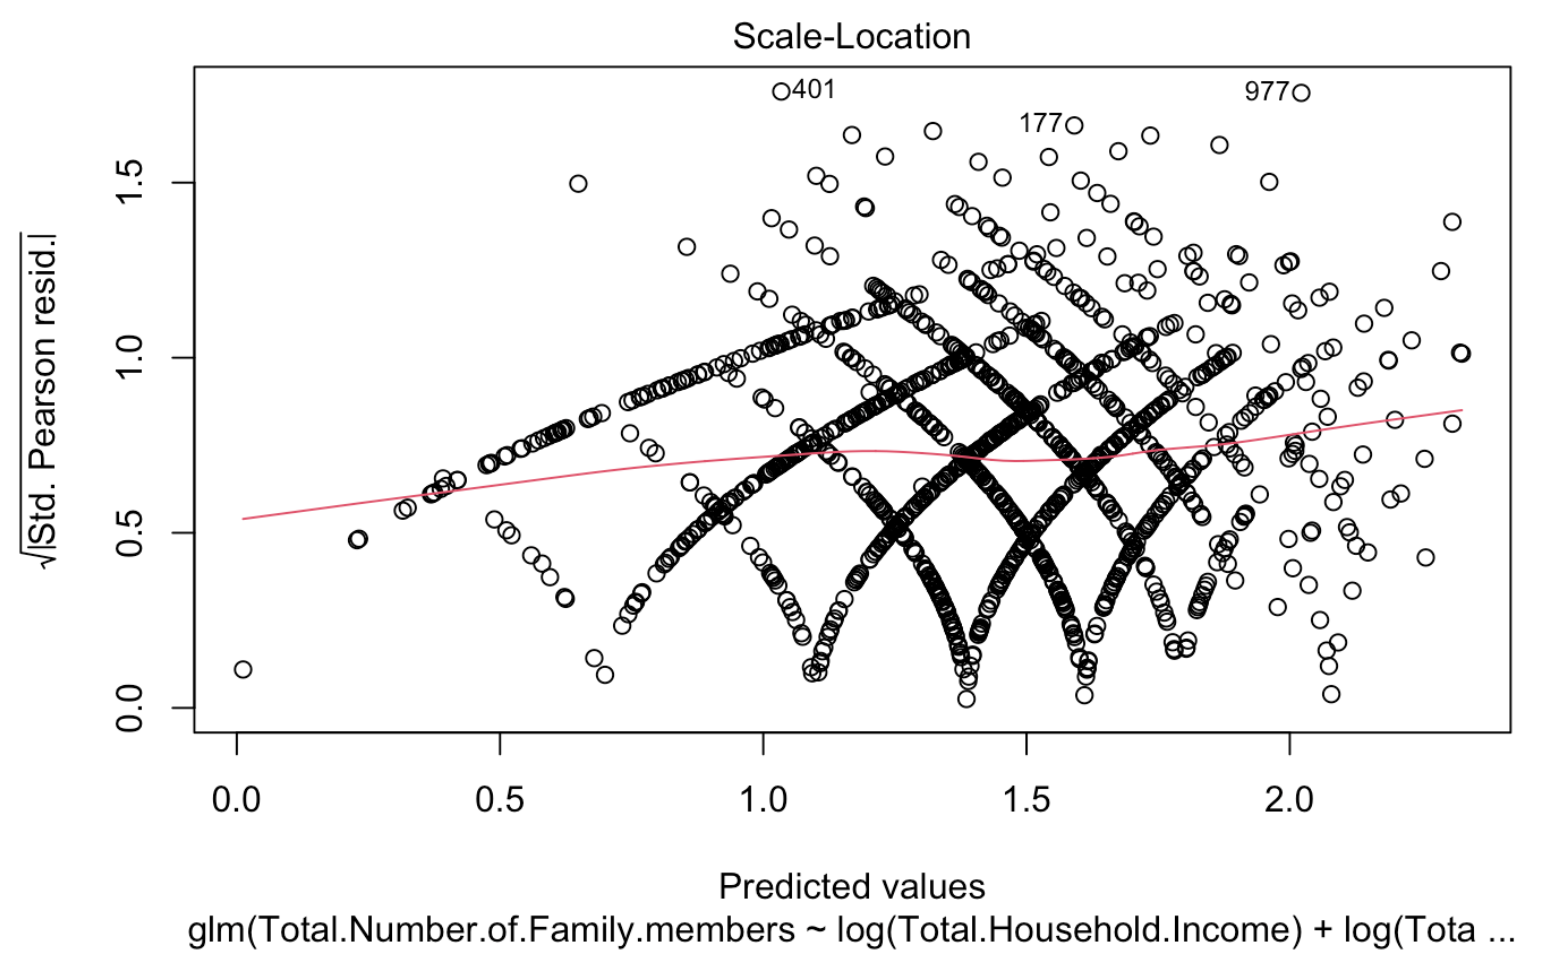 Scale-Location
401
977
177
1.5
1.0
0.5
0.0
√|Std. Pearson resid.|
0.0 0.5 1.0 1.5 2.0
Predicted values
glm(Total.Number.of.Family.members ~ log(Total.Household.Income) + log(Tota ...